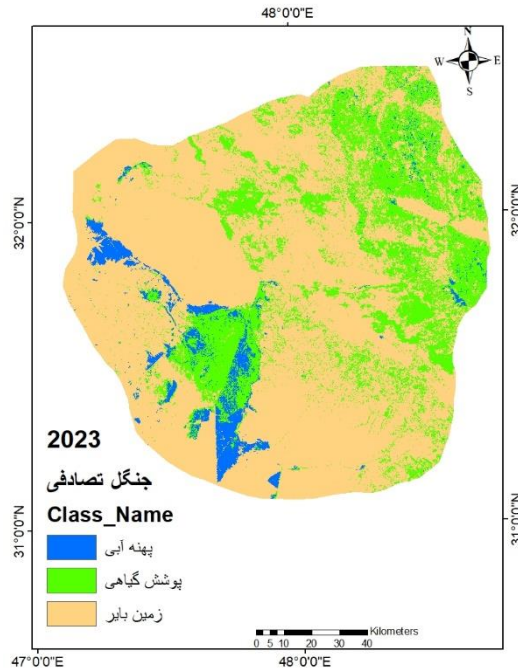 48°0'0"E
N
W E
S
32°0'0"N
32°0'0"N
2023
جنگل تصادفی
Class_Name
پهنه آبی
پوشش گیاهی
زمین بایر
31°0'0"N
31°0'0"N
Kilometers
0 5 10 20 30 40
47°0'0"E
48°0'0"E